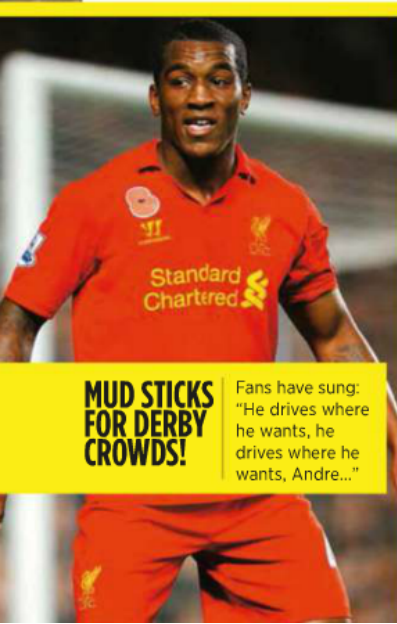 Standard
Chartered
MUD STICKS
FOR DERBY
CROWDS!
Fans have sung:
“He drives where
he wants, he
drives where he
wants, Andre...”